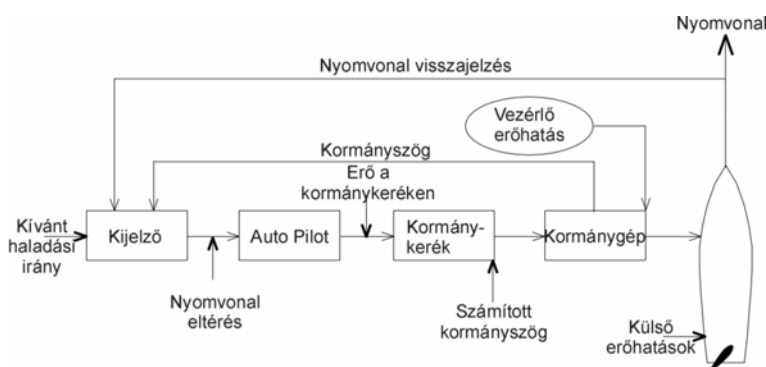 Nyomvonal
Nyomvonal visszajelzés
Vezérlő
erőhatás
Kormányszög
Erő a
kormánykeréken
Kívánt
haladási
irány
Kijelző
Auto Pilot
Kormány-
kerék
Kormánygép
Nyomvonal
eltérés
Számított
kormányszög
Külső
erőhatások